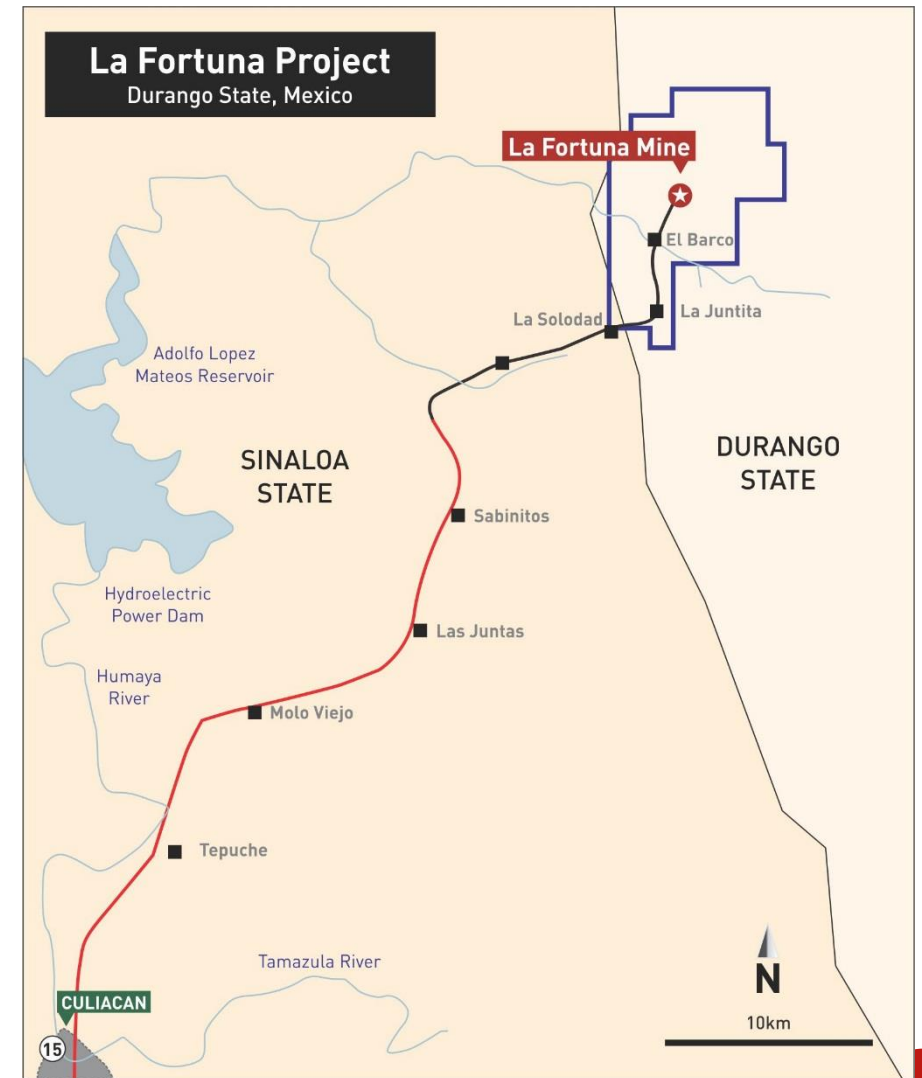 La Fortuna Project
Durango State, Mexico
La Fortuna Mine
El Barco
La Juntita
La Solodad
Adolfo Lopez
Mateos Reservoir
SINALOA
STATE
DURANGO
STATE
Sabinitos
Hydroelectric
Power Dam
Las Juntas
Humaya
River
Molo Viejo
Tepuche
Tamazula River
N
CULIACAN
10km
15